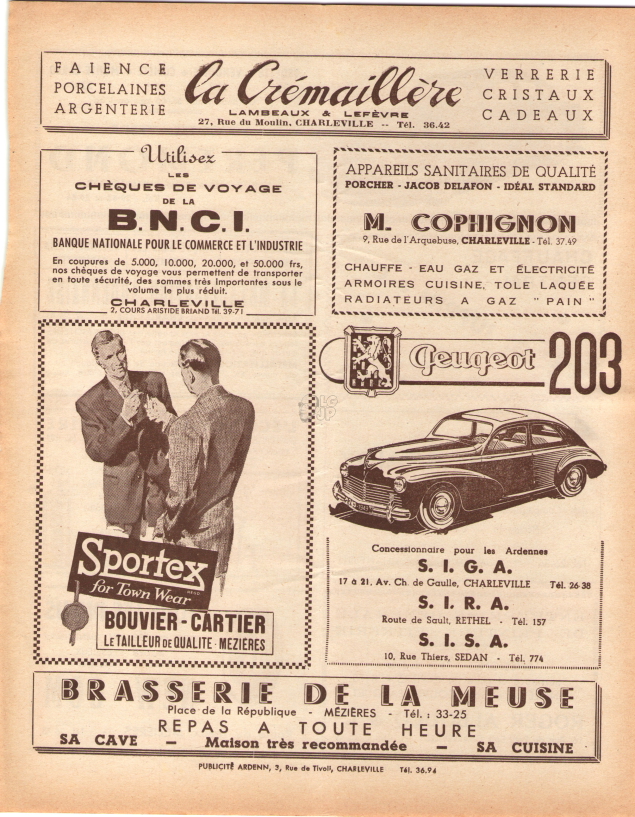 FAIENCE
PORCELAINES
ARGENTERIE
la Crémaillère
LAMBEAUX & LEFÈVRE
27, Rue du Moulin, CHARLEVILLE -- Tél. 36.42
VERRERIE
CRISTAUX
CADEAUX
Utilisez
LES
CHÈQUES DE VOYAGE
DE LA
B.N.C.I.
BANQUE NATIONALE POUR LE COMMERCE ET L'INDUSTRIE
En coupures de 5.000, 10.000, 20.000, et 50.000 frs,
nos chèques de voyage vous permettent de transporter
en toute sécurité, des sommes très importantes sous le
volume le plus réduit.
CHARLEVILLE
2, COURS ARISTIDE BRIAND Tél. 39-71
APPAREILS SANITAIRES DE QUALITÉ
PORCHER - JACOB DELAFON - IDÉAL STANDARD
M. COPHIGNON
9, Rue de l'Arquebuse, CHARLEVILLE - Tél. 37.49
CHAUFFE - EAU GAZ ET ÉLECTRICITÉ
ARMOIRES CUISINE, TOLE LAQUÉE
RADIATEURS A GAZ " PAIN "
Sportex
for Town Wear
BOUVIER - CARTIER
LE TAILLEUR DE QUALITE - MEZIERES
Peugeot 203
Concessionnaire pour les Ardennes
S. I. G. A.
17 à 21, Av. Ch. de Gaulle, CHARLEVILLE Tél. 26-38
S. I. R. A.
Route de Sault, RETHEL - Tél. 157
S. I. S. A.
10, Rue Thiers, SEDAN - Tél. 774
BRASSERIE DE LA MEUSE
Place de la République - MÉZIÈRES - Tél. : 33-25
REPAS A TOUTE HEURE
SA CAVE — Maison très recommandée — SA CUISINE
PUBLICITÉ ARDENN, 3, Rue de Tivoli, CHARLEVILLE Tél. 36.94